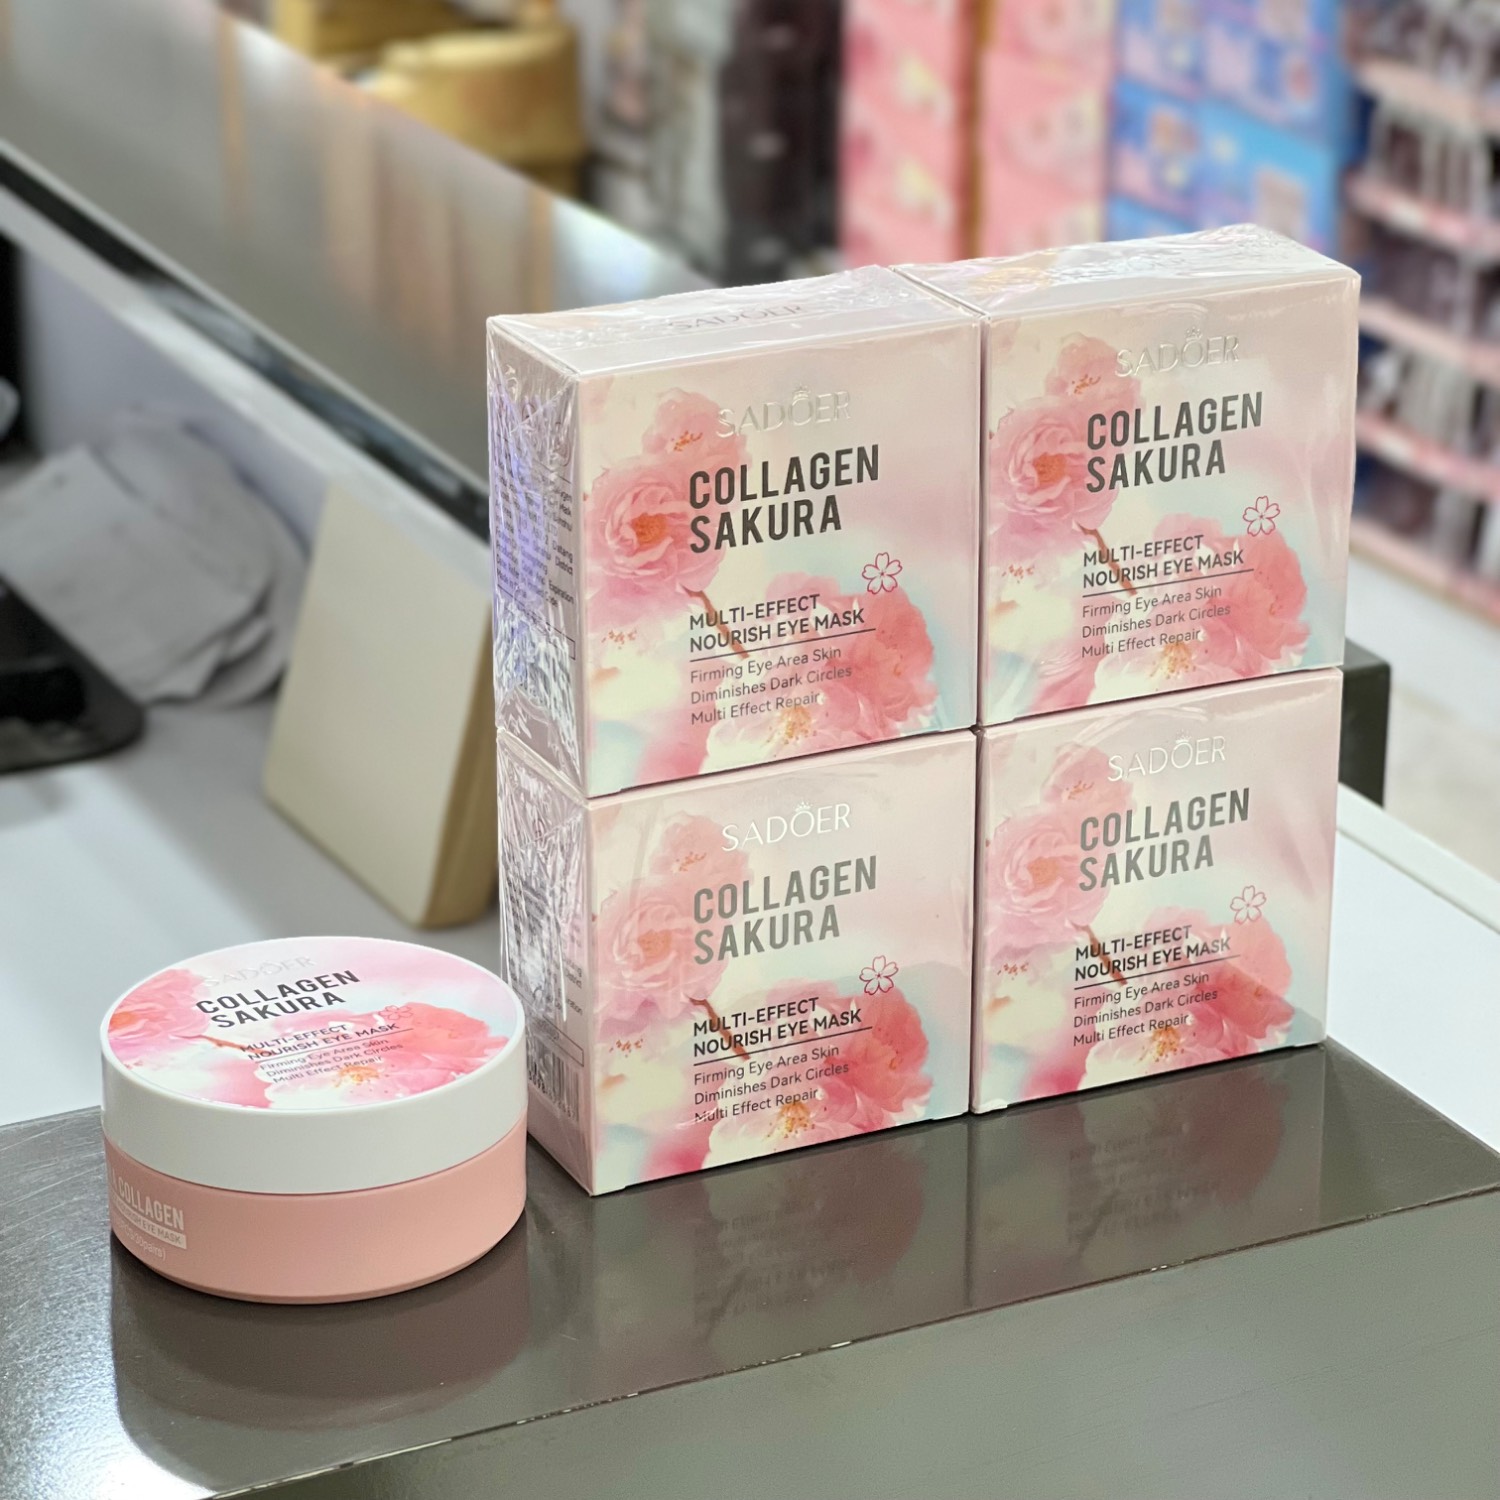 SADOER
SADOER
COLLAGEN
SAKURA
MULTI-EFFECT
NOURISH EYE MASK
Firming Eye Area Skin
Diminishes Dark Circles
Multi Effect Repair
SADOER
COLLAGEN
SAKURA
MULTI-EFFECT
NOURISH EYE MASK
Firming Eye Area Skin
Diminishes Dark Circles
Multi Effect Repair
SADOER
COLLAGEN
SAKURA
MULTI-EFFECT
NOURISH EYE MASK
Firming Eye Area Skin
Diminishes Dark Circles
Multi Effect Repair
SADOER
COLLAGEN
SAKURA
MULTI-EFFECT
NOURISH EYE MASK
Firming Eye Area Skin
Diminishes Dark Circles
Multi Effect Repair
SADOER
COLLAGEN
SAKURA
MULTI-EFFECT
NOURISH EYE MASK
Firming Eye Area Skin
Diminishes Dark Circles
Multi Effect Repair
COLLAGEN
EYE MASK